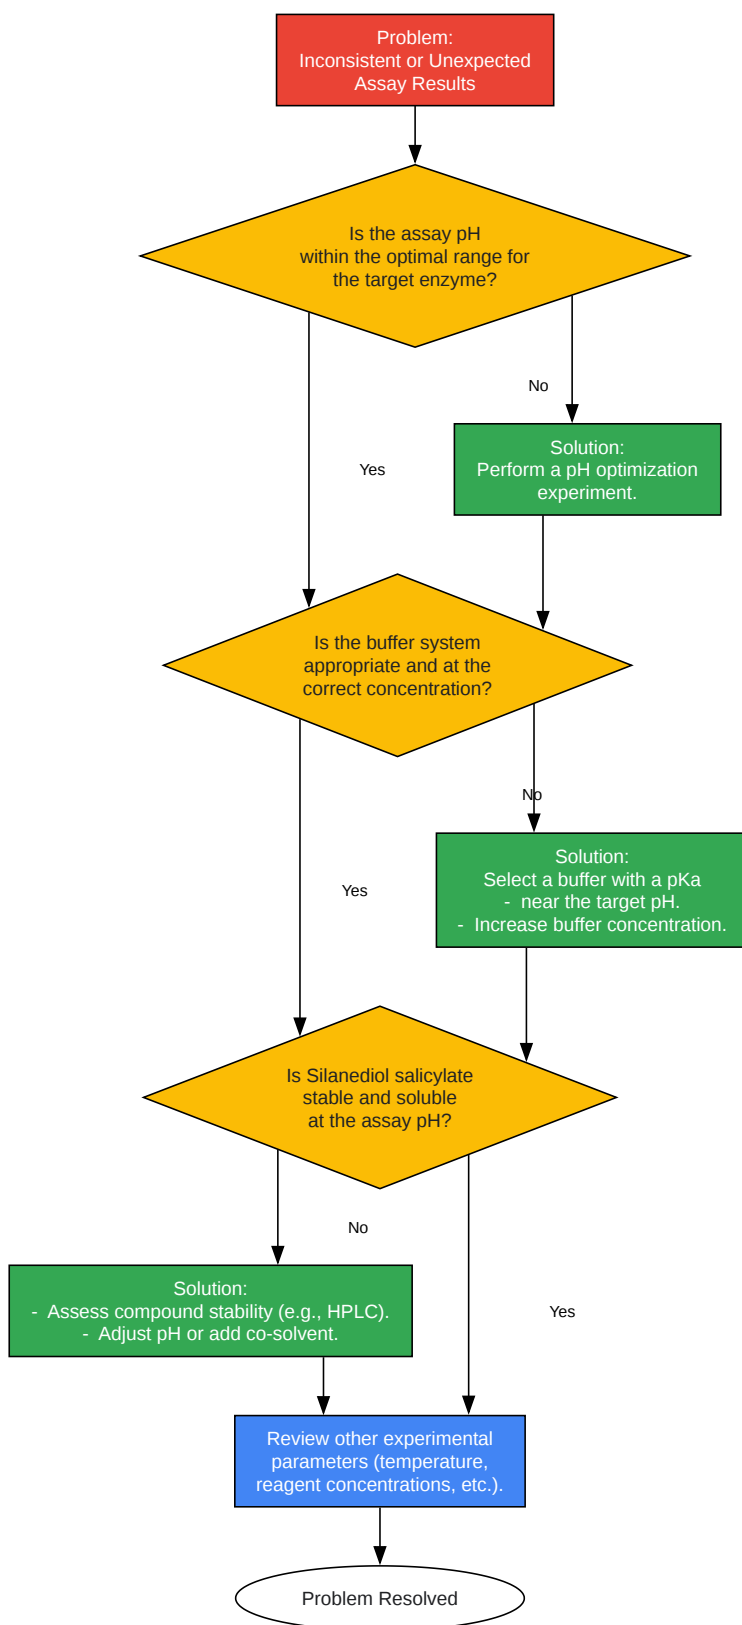 Problem:
Inconsistent or Unexpected
Assay Results
Is the assay pH
within the optimal range for
the target enzyme?
No
Yes
Solution:
Perform a pH optimization
experiment.
Is the buffer system
appropriate and at the
correct concentration?
No
Yes
Solution:
Select a buffer with a pKa
- near the target pH.
- Increase buffer concentration.
Is Silanediol salicylate
stable and soluble
at the assay pH?
No
Yes
Solution:
- Assess compound stability (e.g., HPLC).
- Adjust pH or add co-solvent.
Review other experimental
parameters (temperature,
reagent concentrations, etc.).
Problem Resolved